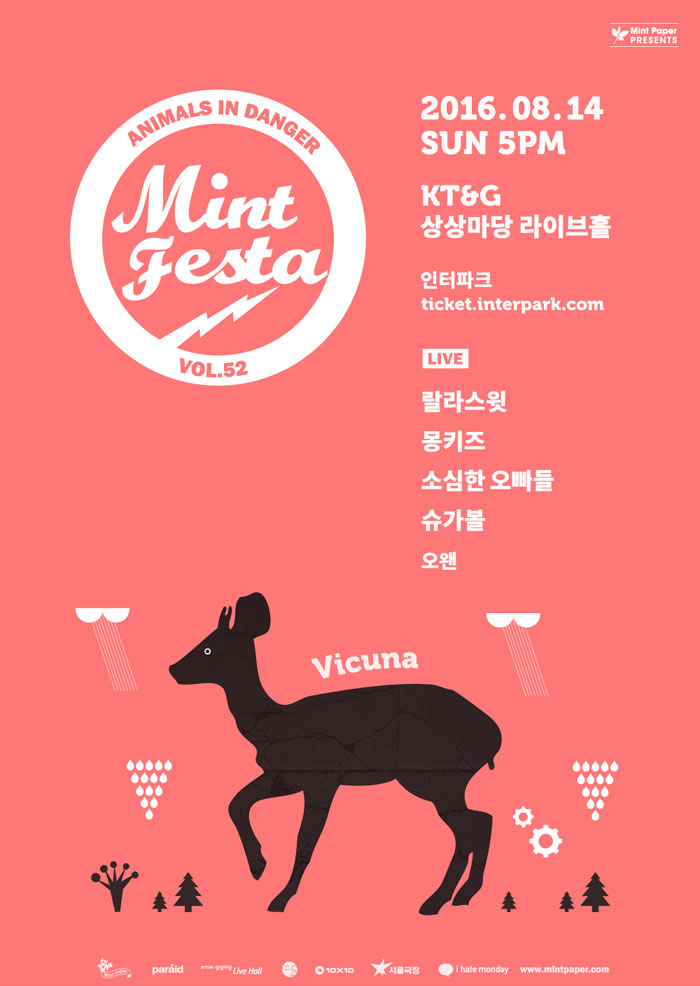 Mint Paper
PRESENTS
ANIMALS IN DANGER
Mint
Festa
VOL.52
2016.08.14
SUN 5PM
KT&G
상상마당 라이브홀
인터파크
ticket.interpark.com
LIVE
랄라스윗
몽키즈
소심한 오빠들
슈가볼
오왠
Vicuna
paraid
Live Hall
10X10
서울극장
i hate monday
www.mintpaper.com